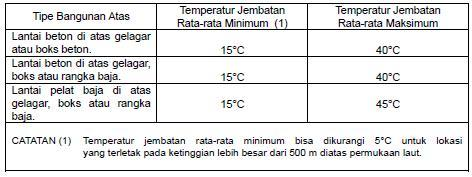 Tipe Bangunan Atas
Temperatur Jembatan
Rata-rata Minimum (1)
Temperatur Jembatan
Rata-rata Maksimum
Lantai beton di atas gelagar
atau boks beton.
15°C
40°C
Lantai beton di atas gelagar,
boks atau rangka baja.
15°C
40°C
Lantai pelat baja di atas
gelagar, boks atau rangka
baja.
15°C
45°C
CATATAN (1) Temperatur jembatan rata-rata minimum bisa dikurangi 5°C untuk lokasi
yang terletak pada ketinggian lebih besar dari 500 m diatas permukaan laut.